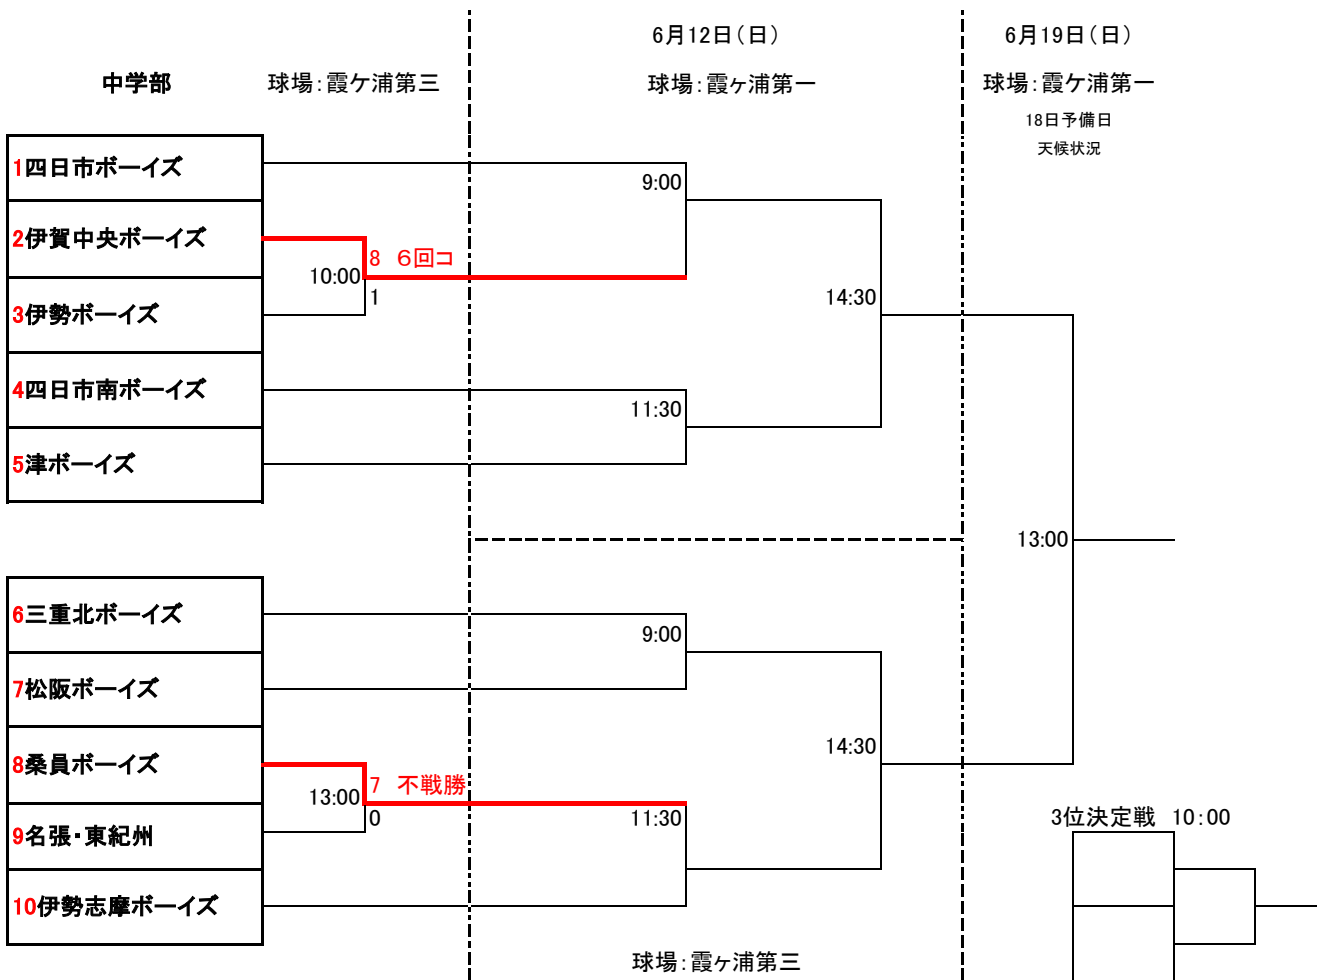 6月12日(日)
6月19日(日)
中学部
球場:霞ケ浦第三
球場:霞ヶ浦第一
球場:霞ケ浦第一
18日予備日
天候状況
1四日市ボーイズ
9:00
2伊賀中央ボーイズ
8 6回コ
10:00
1
14:30
3伊勢ボーイズ
4四日市南ボーイズ
11:30
5津ボーイズ
13:00
6三重北ボーイズ
9:00
7松阪ボーイズ
14:30
8桑員ボーイズ
7 不戦勝
13:00
0
11:30
9名張・東紀州
3位決定戦 10:00
10伊勢志摩ボーイズ
球場:霞ヶ浦第三